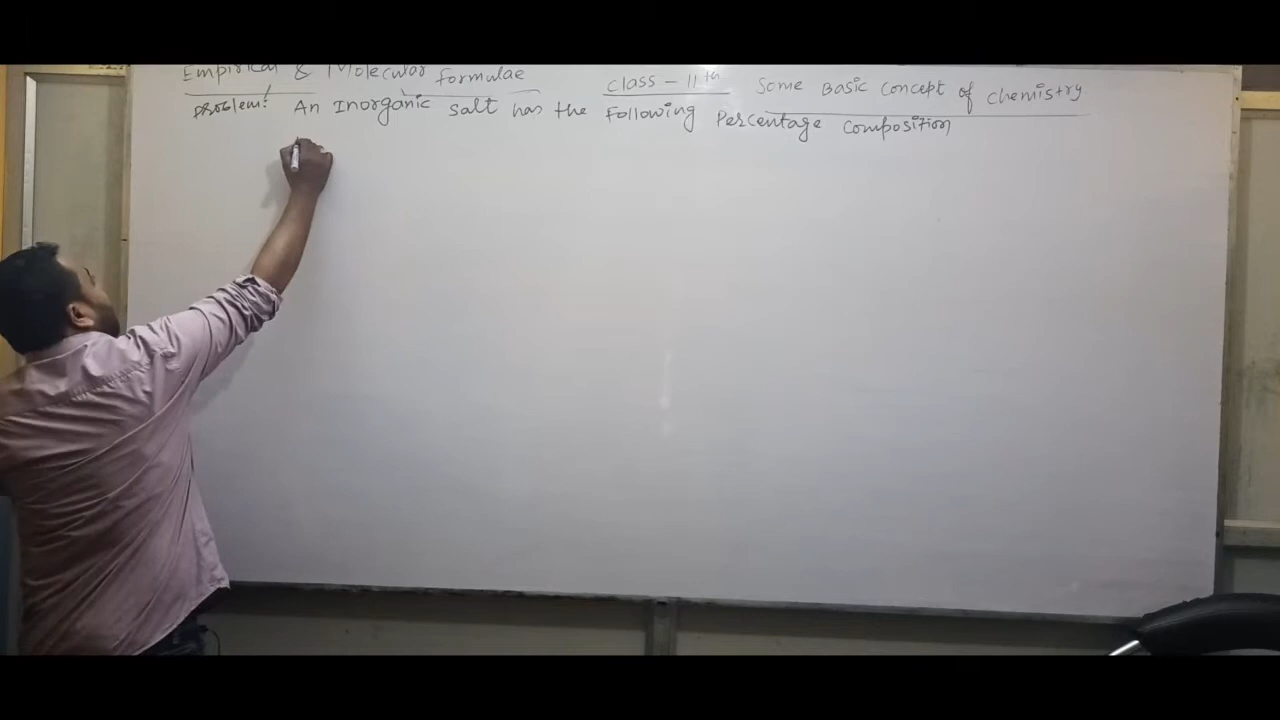 Empirical & Molecular formulae class - 11th Some Basic Concept of Chemistry
Problem: An Inorganic salt has the Following Percentage Composition